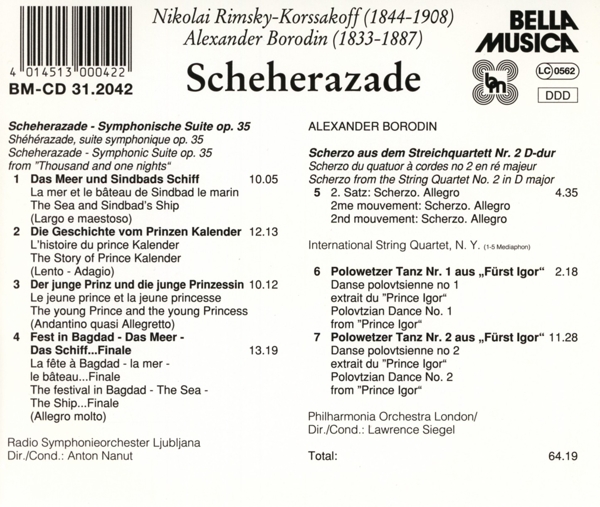 Nikolai Rimsky-Korssakoff (1844-1908)
Alexander Borodin (1833-1887)
Scheherazade
4 014513 000422
BM-CD 31.2042
BELLA
MUSICA
bm
LC 0562
DDD
Scheherazade - Symphonische Suite op. 35
Shéhérazade, suite symphonique op. 35
Scheherazade - Symphonic Suite op. 35
from "Thousand and one nights“
1 Das Meer und Sindbads Schiff 10.05
La mer et le bâteau de Sindbad le marin
The Sea and Sindbad's Ship
(Largo e maestoso)
2 Die Geschichte vom Prinzen Kalender 12.13
L'histoire du prince Kalender
The Story of Prince Kalender
(Lento - Adagio)
3 Der junge Prinz und die junge Prinzessin 10.12
Le jeune prince et la jeune princesse
The young Prince and the young Princess
(Andantino quasi Allegretto)
4 Fest in Bagdad - Das Meer -
Das Schiff...Finale 13.19
La fête à Bagdad - la mer -
le bâteau...Finale
The festival in Bagdad - The Sea -
The Ship...Finale
(Allegro molto)
Radio Symphonieorchester Ljubljana
Dir./Cond.: Anton Nanut
ALEXANDER BORODIN
Scherzo aus dem Streichquartett Nr. 2 D-dur
Scherzo du quatuor à cordes no 2 en ré majeur
Scherzo from the String Quartet No. 2 in D major
5 2. Satz: Scherzo. Allegro 4.35
2me mouvement: Scherzo. Allegro
2nd mouvement: Scherzo. Allegro
International String Quartet, N. Y. (1-5 Mediaphon)
6 Polowetzer Tanz Nr. 1 aus „Fürst Igor“ 2.18
Danse polovtsienne no 1
extrait du "Prince Igor“
Polovtzian Dance No. 1
from "Prince Igor“
7 Polowetzer Tanz Nr. 2 aus „Fürst Igor“ 11.28
Danse polovtsienne no 2
extrait du "Prince Igor“
Polovtzian Dance No. 2
from "Prince Igor“
Philharmonia Orchestra London/
Dir./Cond.: Lawrence Siegel
Total: 64.19